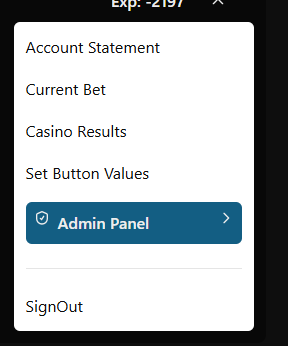 Exp: -2197
Account Statement
Current Bet
Casino Results
Set Button Values
Admin Panel
SignOut